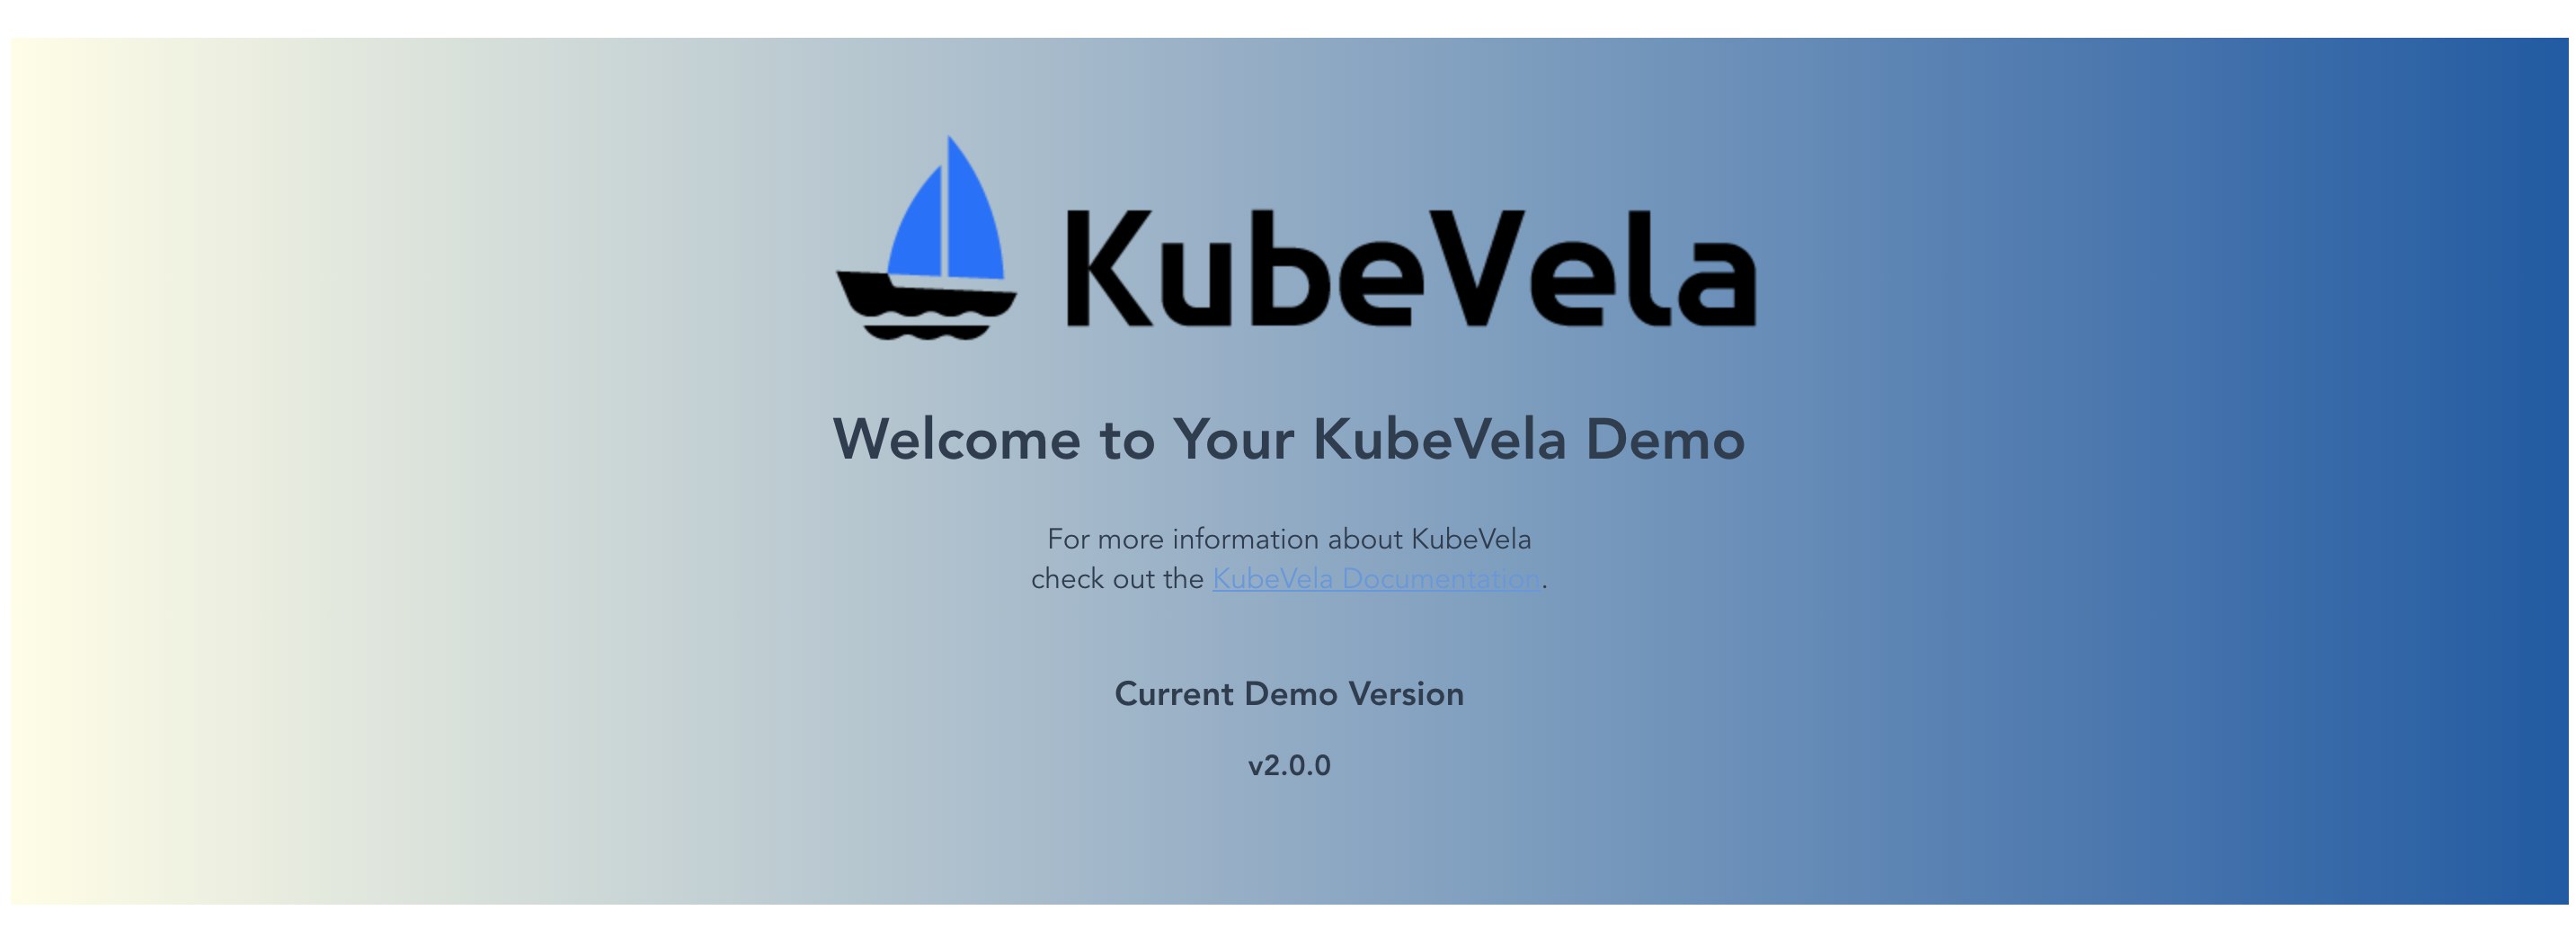 KubeVela
Welcome to Your KubeVela Demo
For more information about KubeVela
check out the KubeVela Documentation.
Current Demo Version
v2.0.0